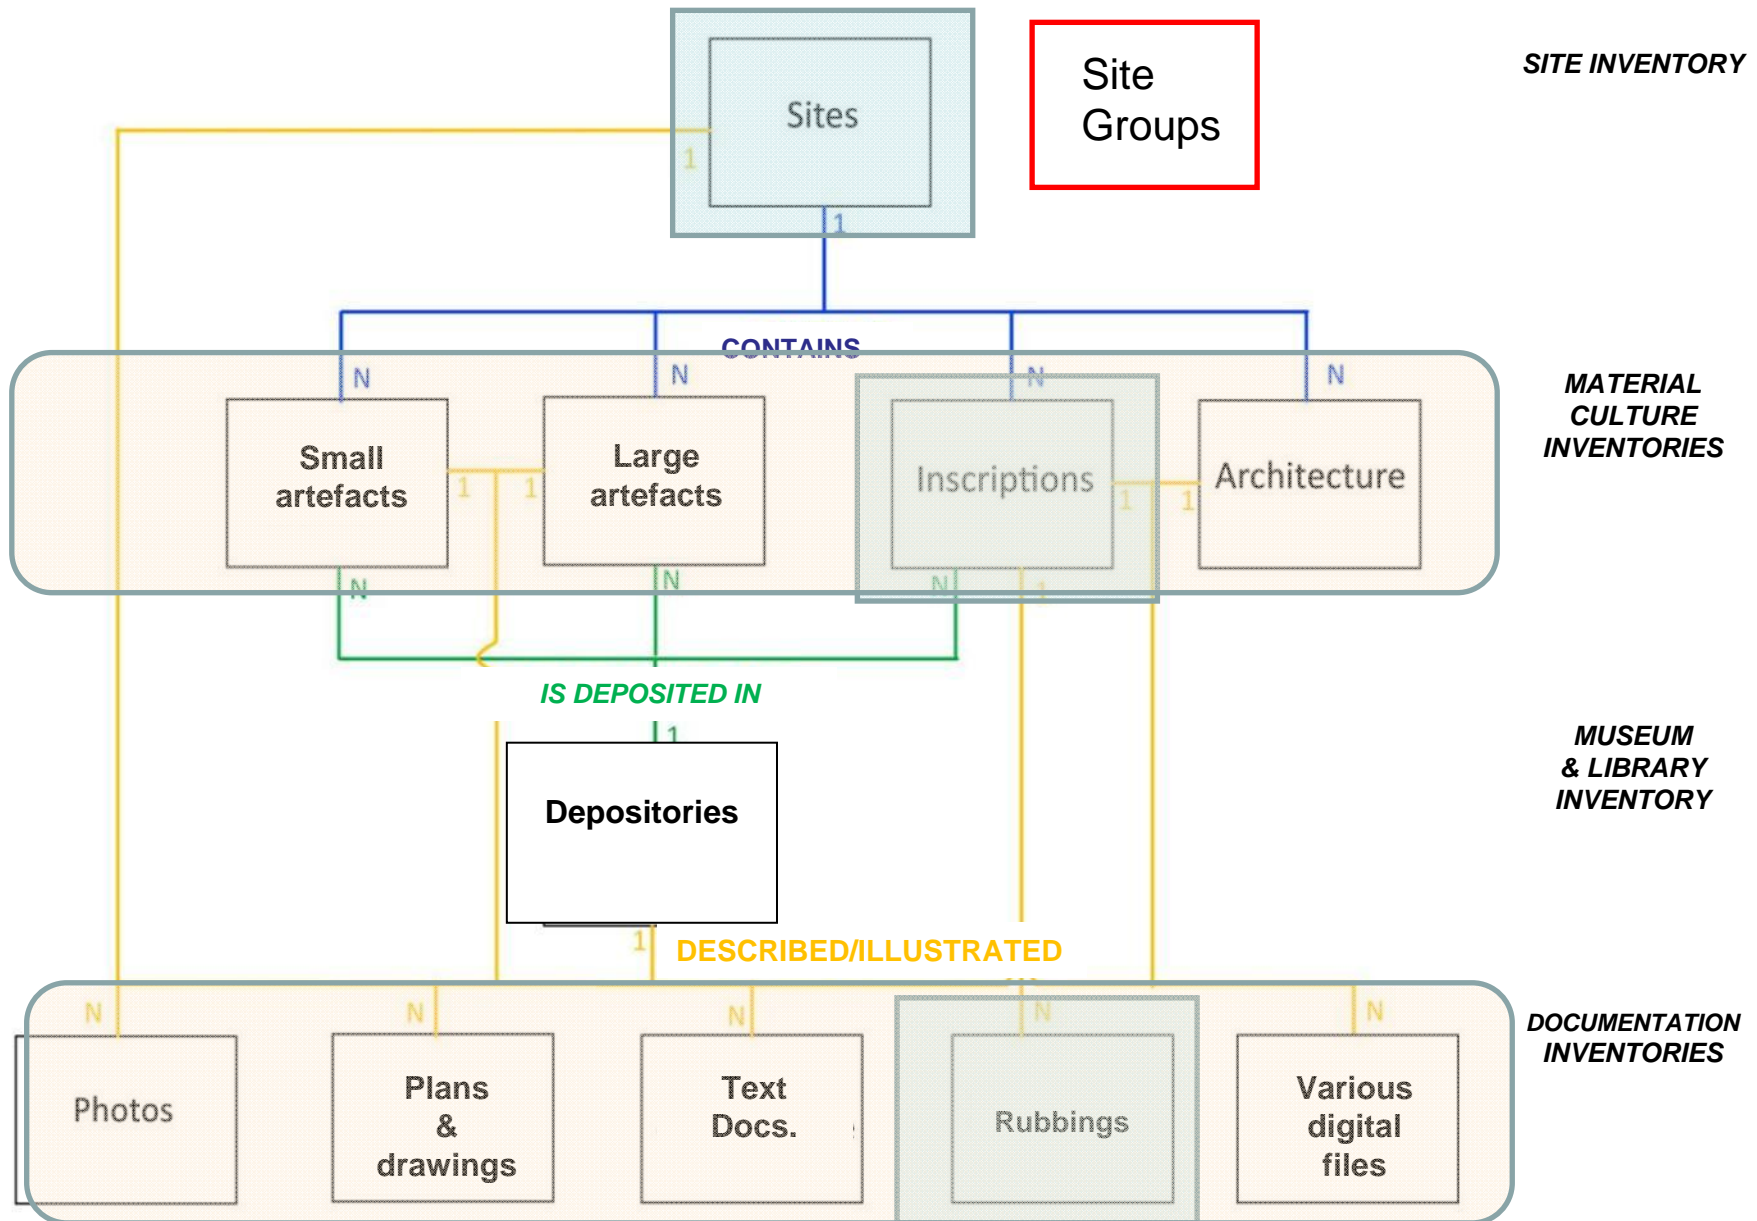 Sites
Site
Groups
SITE INVENTORY
1
1
CONTAINS
N
N
N
N
MATERIAL
CULTURE
INVENTORIES
Small
artefacts
Large
artefacts
Inscriptions
Architecture
1
1
1
1
N
N
N
1
IS DEPOSITED IN
1
Depositories
MUSEUM
& LIBRARY
INVENTORY
1
DESCRIBED/ILLUSTRATED
N
N
N
N
N
DOCUMENTATION
INVENTORIES
Photos
Plans
&
drawings
Text
Docs.
Rubbings
Various
digital
files